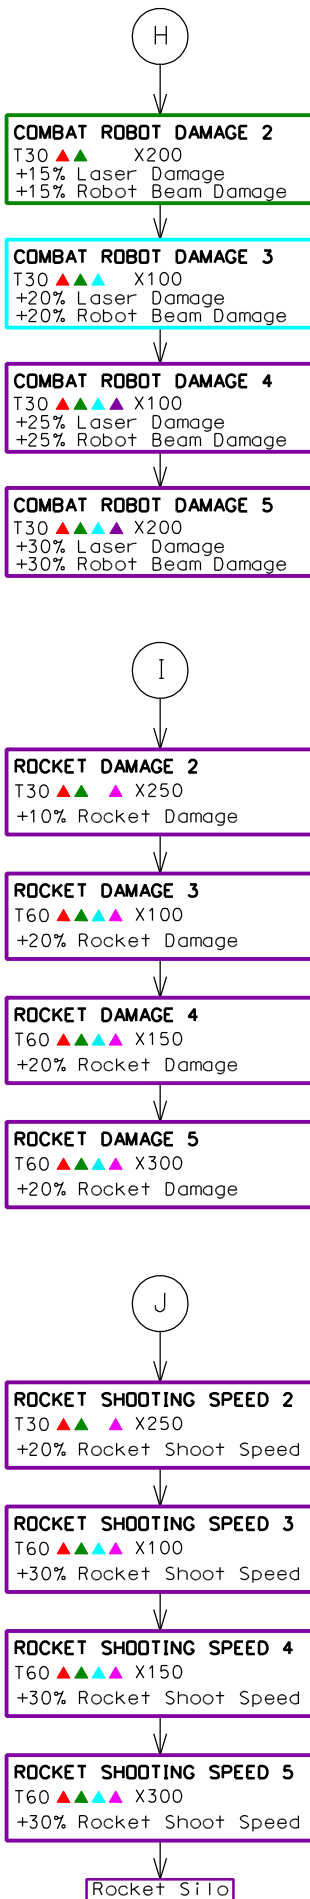 H
COMBAT ROBOT DAMAGE 2
T30 X200
+15% Laser Damage
+15% Robot Beam Damage
COMBAT ROBOT DAMAGE 3
T30 X100
+20% Laser Damage
+20% Robot Beam Damage
COMBAT ROBOT DAMAGE 4
T30 X100
+25% Laser Damage
+25% Robot Beam Damage
COMBAT ROBOT DAMAGE 5
T30 X200
+30% Laser Damage
+30% Robot Beam Damage
I
ROCKET DAMAGE 2
T30 X250
+10% Rocket Damage
ROCKET DAMAGE 3
T60 X100
+20% Rocket Damage
ROCKET DAMAGE 4
T60 X150
+20% Rocket Damage
ROCKET DAMAGE 5
T60 X300
+20% Rocket Damage
J
ROCKET SHOOTING SPEED 2
T30 X250
+20% Rocket Shoot Speed
ROCKET SHOOTING SPEED 3
T60 X100
+30% Rocket Shoot Speed
ROCKET SHOOTING SPEED 4
T60 X150
+30% Rocket Shoot Speed
ROCKET SHOOTING SPEED 5
T60 X300
+30% Rocket Shoot Speed
Rocket Silo